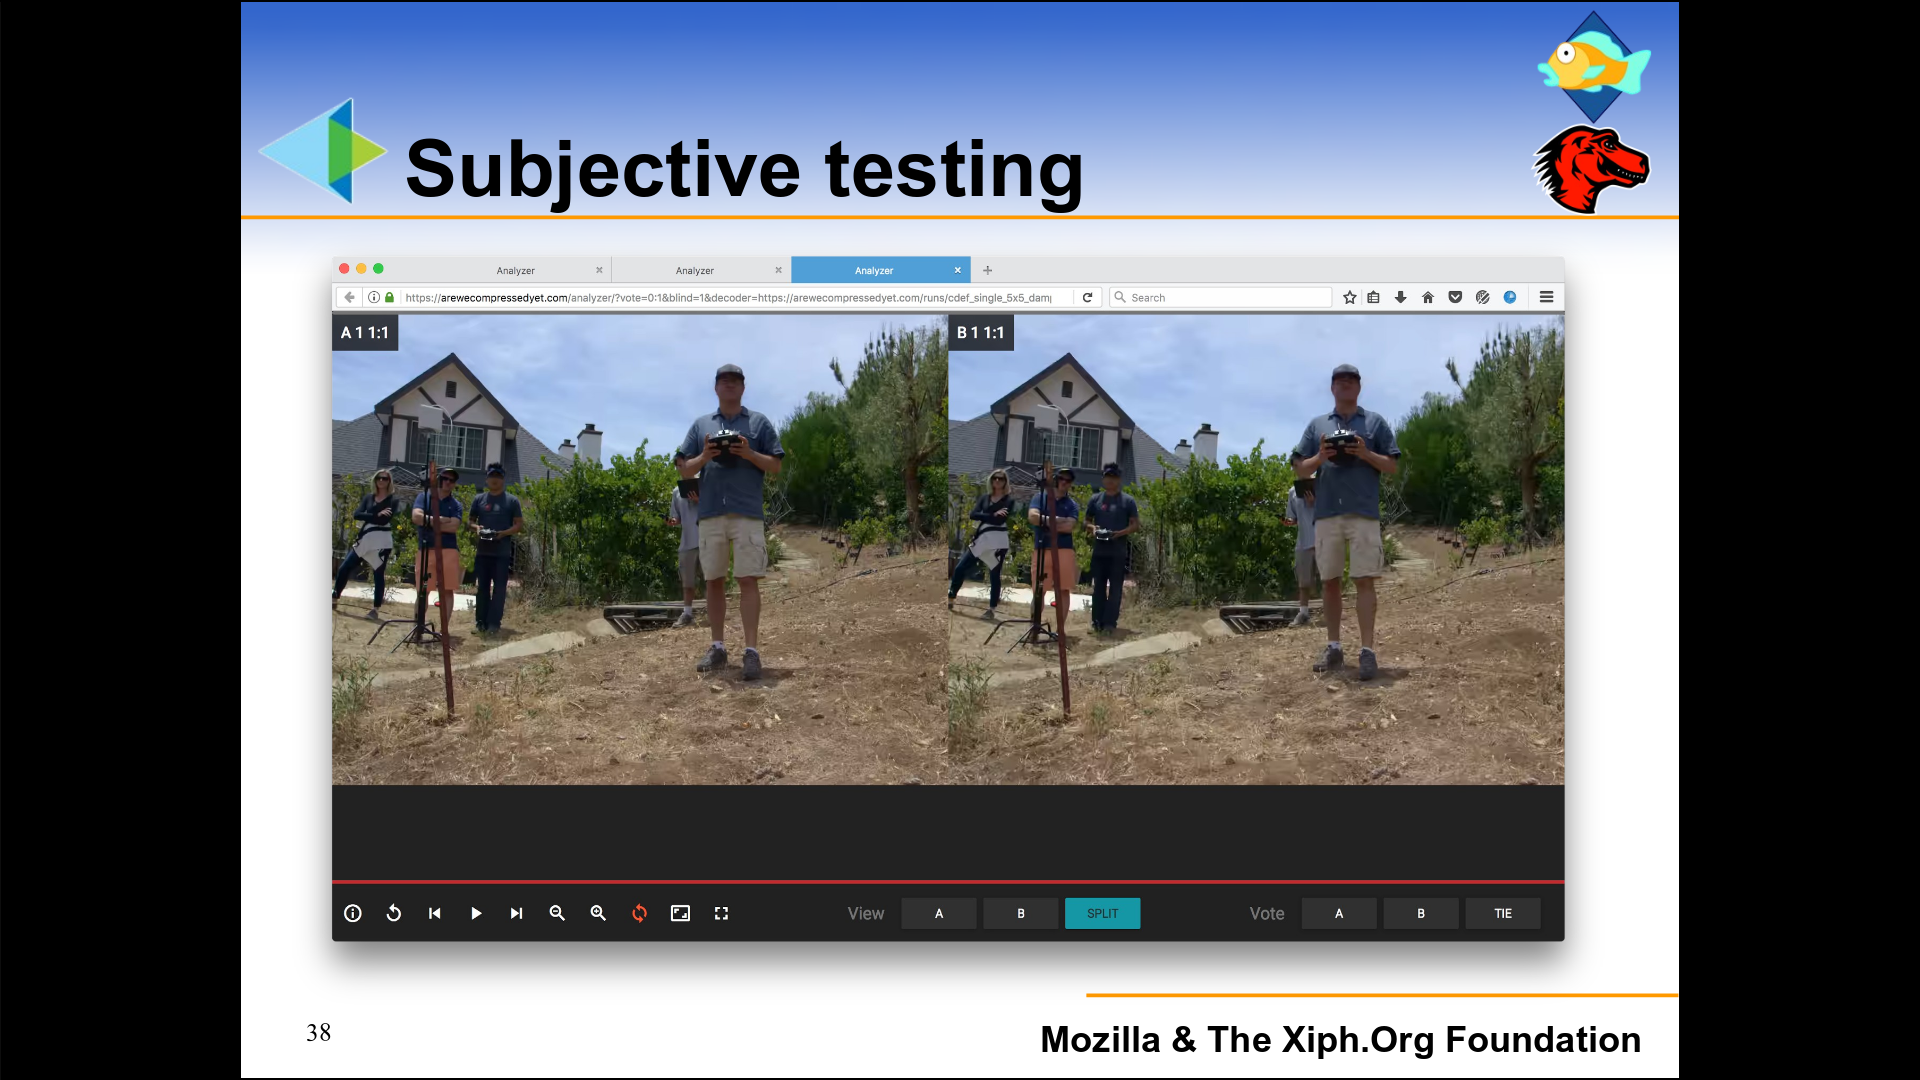 Subjective testing
Analyzer
Analyzer
Analyzer
https://arewecompressedyet.com/analyzer/?vote=0:1&blind=1&decoder=https://arewecompressedyet.com/runs/cdef_single_5x5_damp
Search
A 1 1:1
B 1 1:1
View A B SPLIT
Vote A B TIE
38
Mozilla & The Xiph.Org Foundation